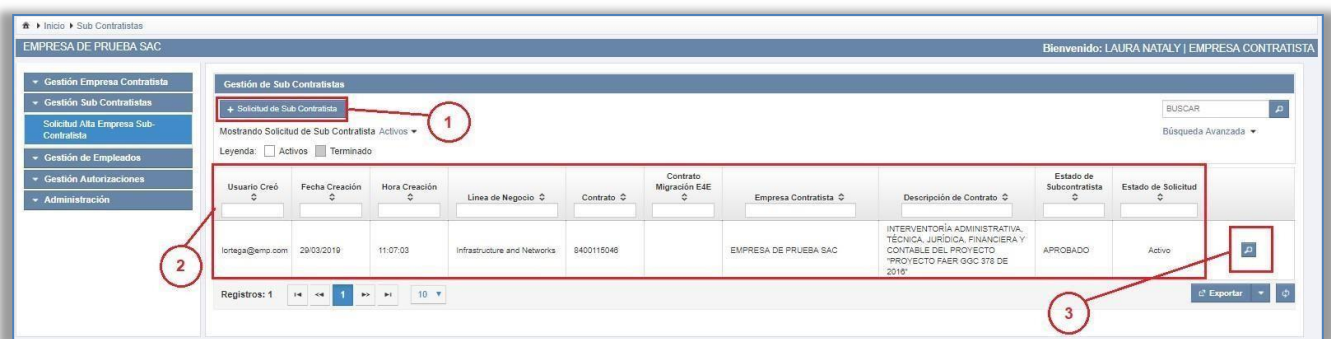 Inicio Sub Contratistas
EMPRESA DE PRUEBA SAC
Bienvenido: LAURA NATALY | EMPRESA CONTRATISTA
Gestión Empresa Contratista
Gestión Sub Contratistas
Solicitud Alta Empresa Sub-
Contratista
Gestión de Empleados
Gestión Autorizaciones
Administración
Gestión de Sub Contratistas
+ Solicitud de Sub Contratista
1
BUSCAR
Mostrando Solicitud de Sub Contratista Activos
Búsqueda Avanzada
Leyenda: Activos Terminado
Usuario Creó
Fecha Creación
Hora Creación
Línea de Negocio
Contrato
Contrato
Migración E4E
Empresa Contratista
Descripción de Contrato
Estado de
Subcontratista
Estado de Solicitud
lortega@emp.com
29/03/2019
11:07:03
Infrastructure and Networks
8400115046
EMPRESA DE PRUEBA SAC
INTERVENTORÍA ADMINISTRATIVA,
TÉCNICA, JURÍDICA, FINANCIERA Y
CONTABLE DEL PROYECTO
"PROYECTO FAER GGC 378 DE
2016"
APROBADO
Activo
2
3
Registros: 1
1
10
Exportar